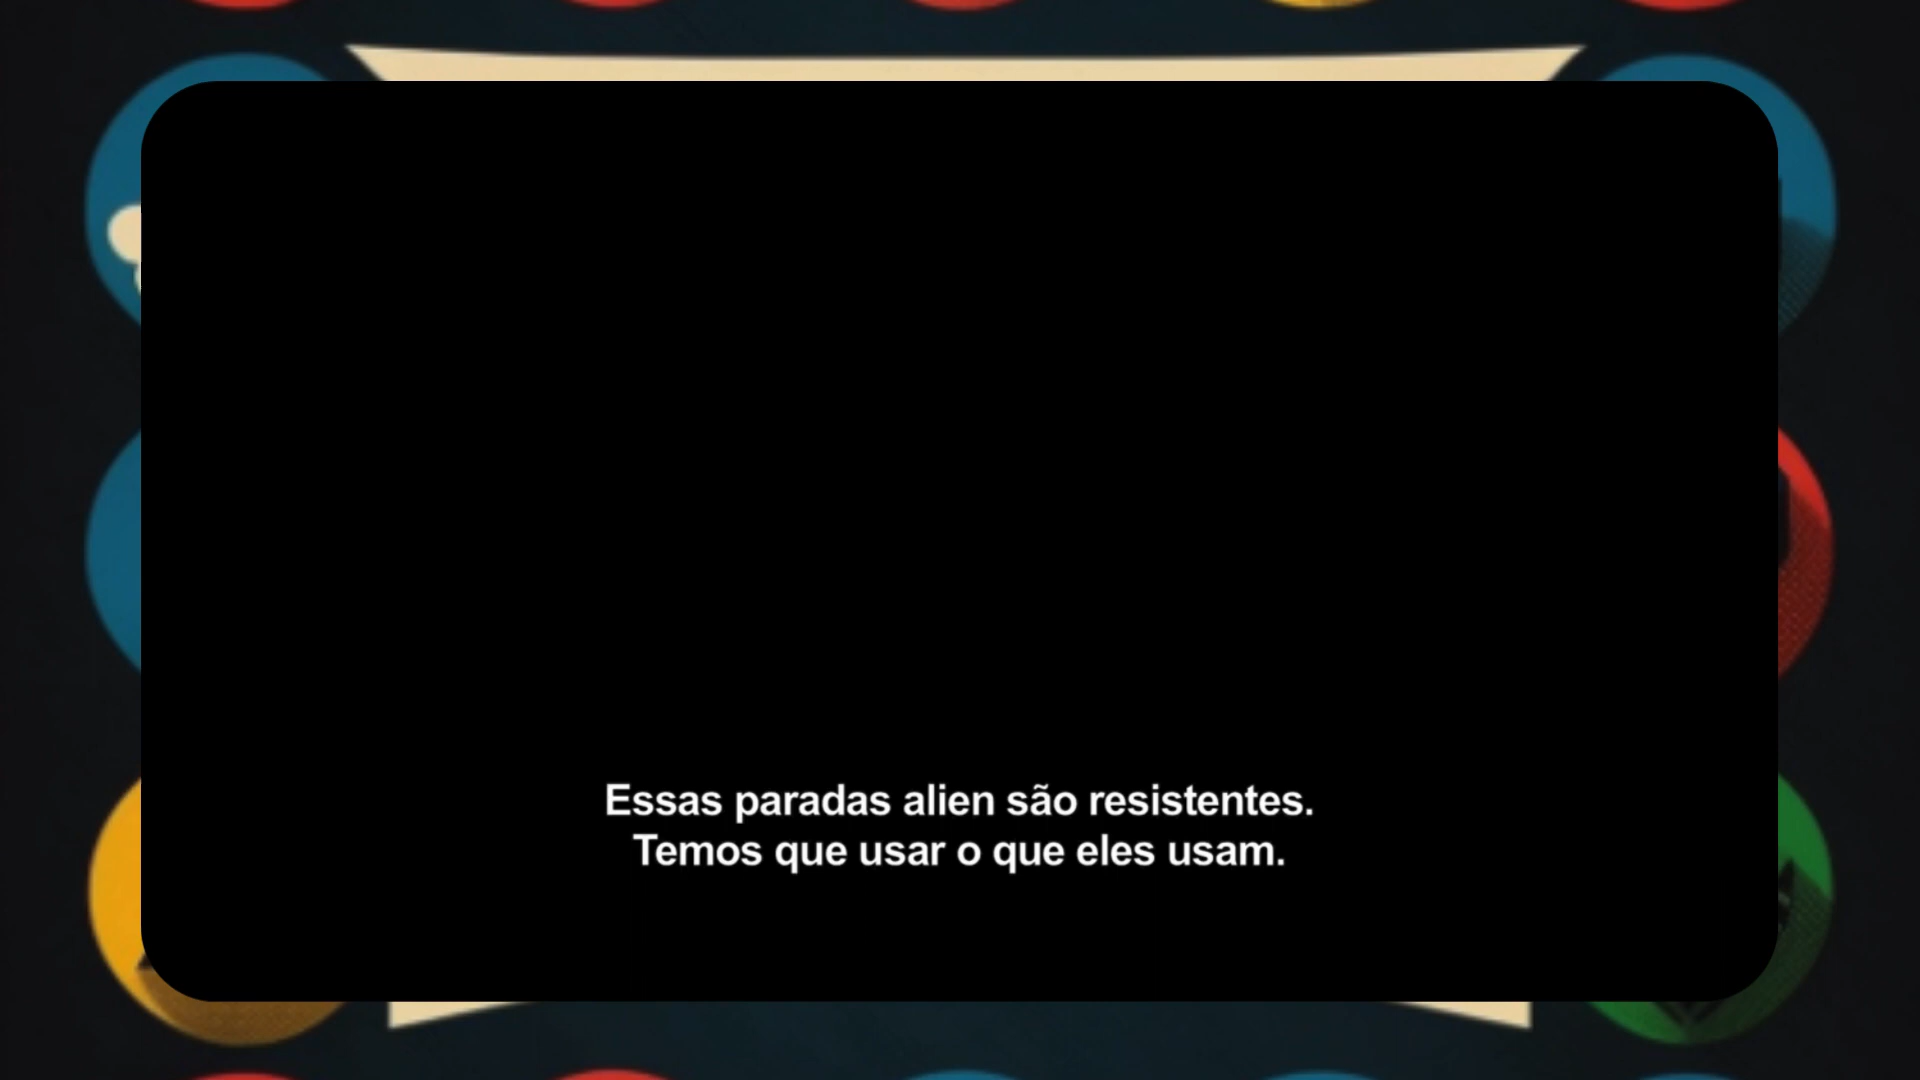 Essas paradas alien são resistentes.
Temos que usar o que eles usam.